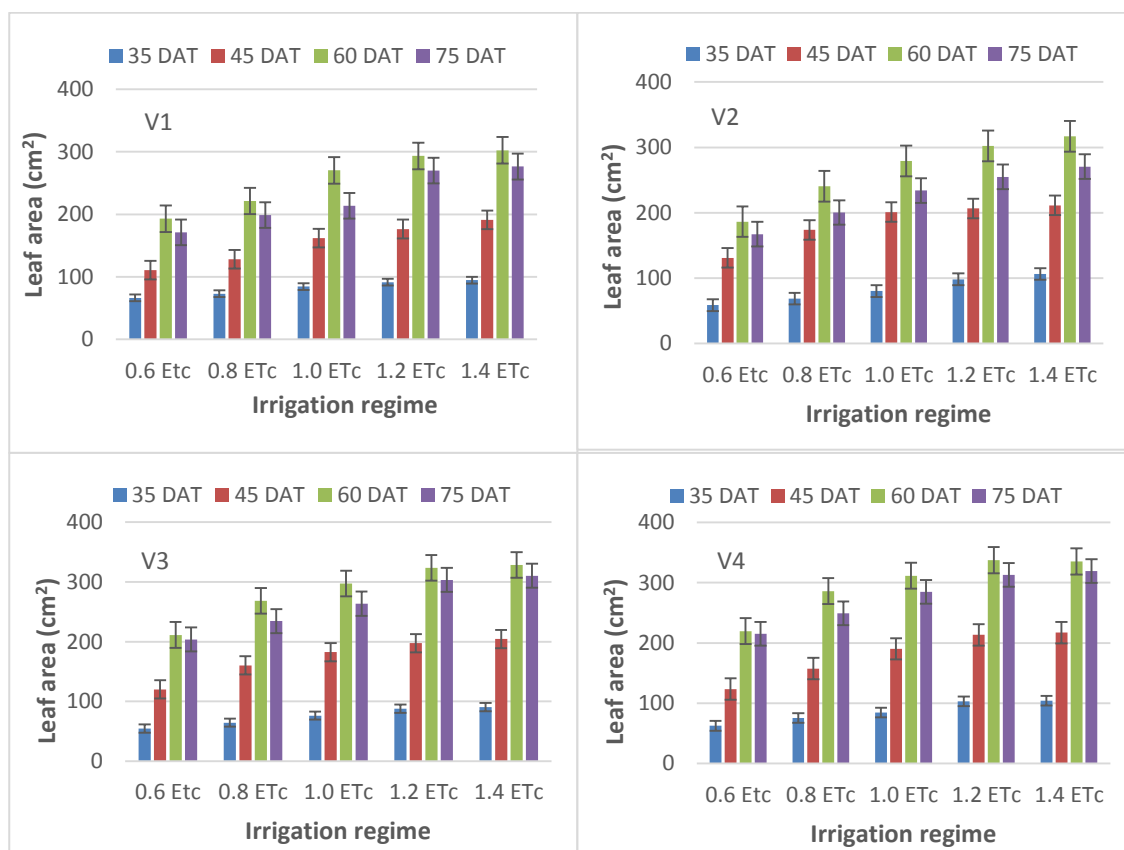 35 DAT 45 DAT 60 DAT 75 DAT
V1
Leaf area (cm²)
400
300
200
100
0
0.6 Etc 0.8 ETc 1.0 ETc 1.2 ETc 1.4 ETc
Irrigation regime
35 DAT 45 DAT 60 DAT 75 DAT
V2
Leaf area (cm²)
400
300
200
100
0
0.6 Etc 0.8 ETc 1.0 ETc 1.2 ETc 1.4 ETc
Irrigation regime
35 DAT 45 DAT 60 DAT 75 DAT
V3
Leaf area (cm²)
400
300
200
100
0
0.6 Etc 0.8 ETc 1.0 ETc 1.2 ETc 1.4 ETc
Irrigation regime
35 DAT 45 DAT 60 DAT 75 DAT
V4
Leaf area (cm²)
400
300
200
100
0
0.6 Etc 0.8 ETc 1.0 ETc 1.2 ETc 1.4 ETc
Irrigation regime